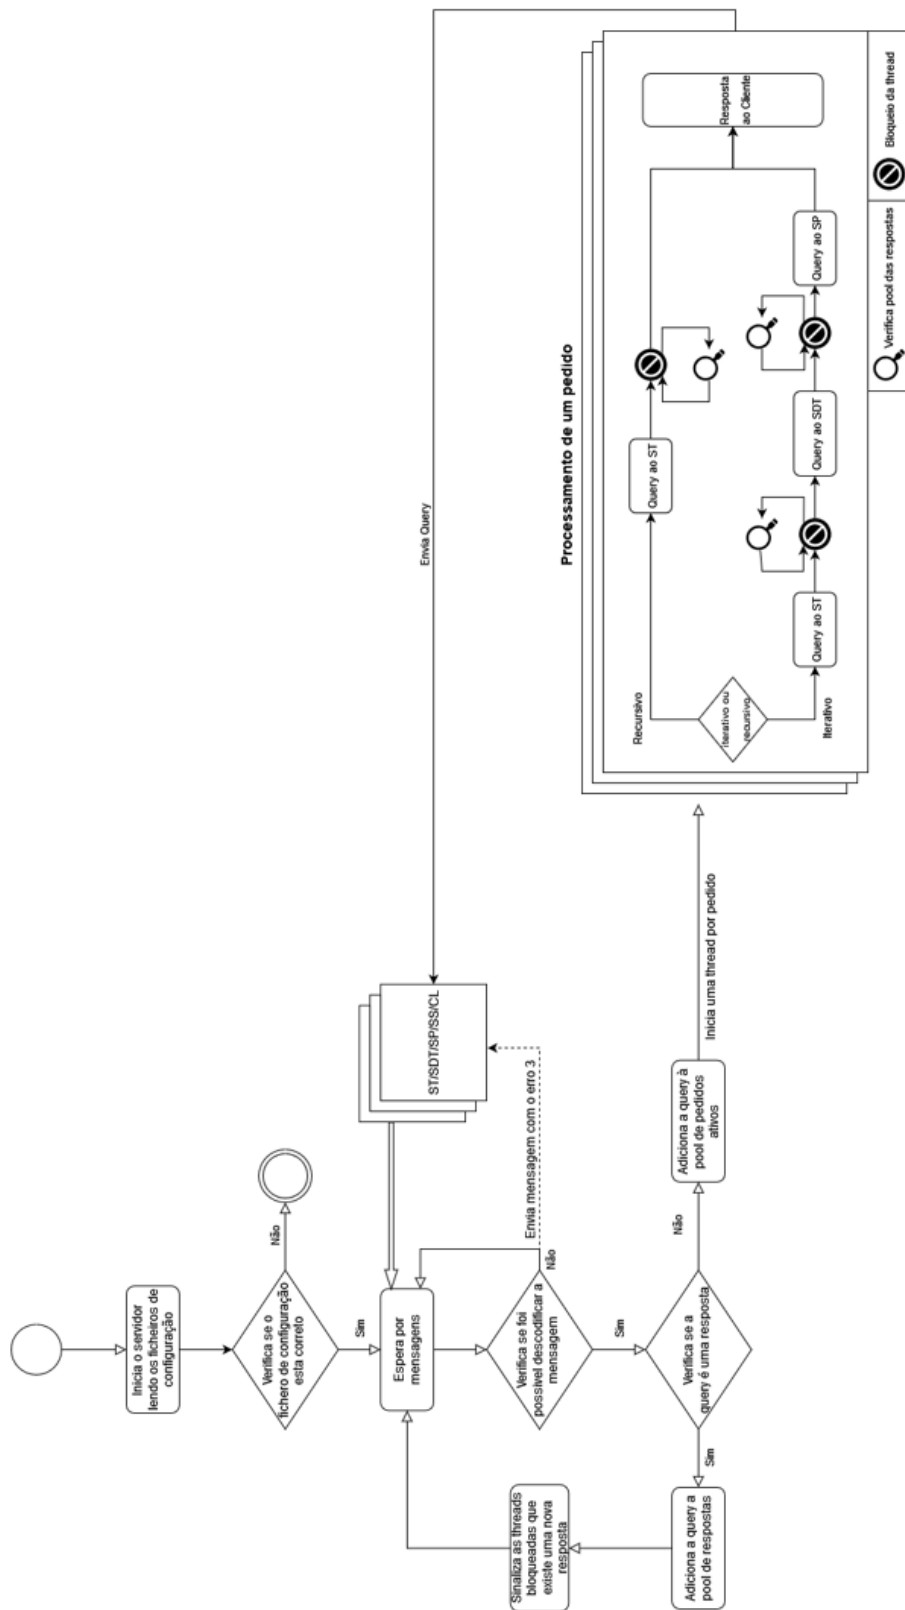 Inicia o servidor
lendo os ficheiros de
configuração
Verifica se o
fichero de configuração
esta correto
Não
Sim
Espera por
mensagens
ST/SDT/SP/SS/CL
Envia Query
Envia mensagem com o erro 3
Não
Verifica se foi
possivel descodificar a
mensagem
Sim
Verifica se a
query é uma resposta
Sim
Adiciona a query a
pool de respostas
Sinaliza as threads
bloqueadas que
existe uma nova
resposta
Não
Adiciona a query à
pool de pedidos
ativos
Inicia uma thread por pedido
Processamento de um pedido
Iterativo ou
recursivo
Recursivo
Query ao ST
Iterativo
Query ao ST
Query ao SDT
Query ao SP
Resposta
ao Cliente
Verifica pool das respostas
Bloqueio da thread